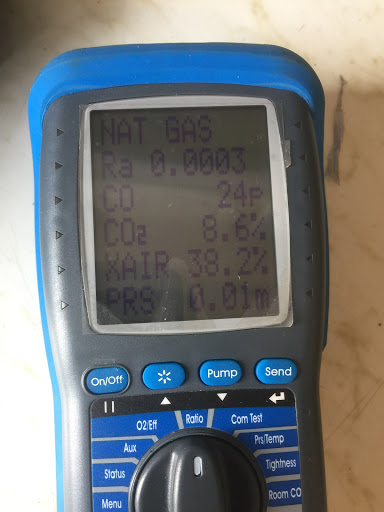 NAT GAS
Ra 0.0003
CO 24p
CO₂ 8.6%
XAIR 38.2%
PRS 0.01m
On/Off
Pump
Send
O2/Eff
Ratio
Com Test
Aux
Prs/Temp
Status
Tightness
Menu
Room CO